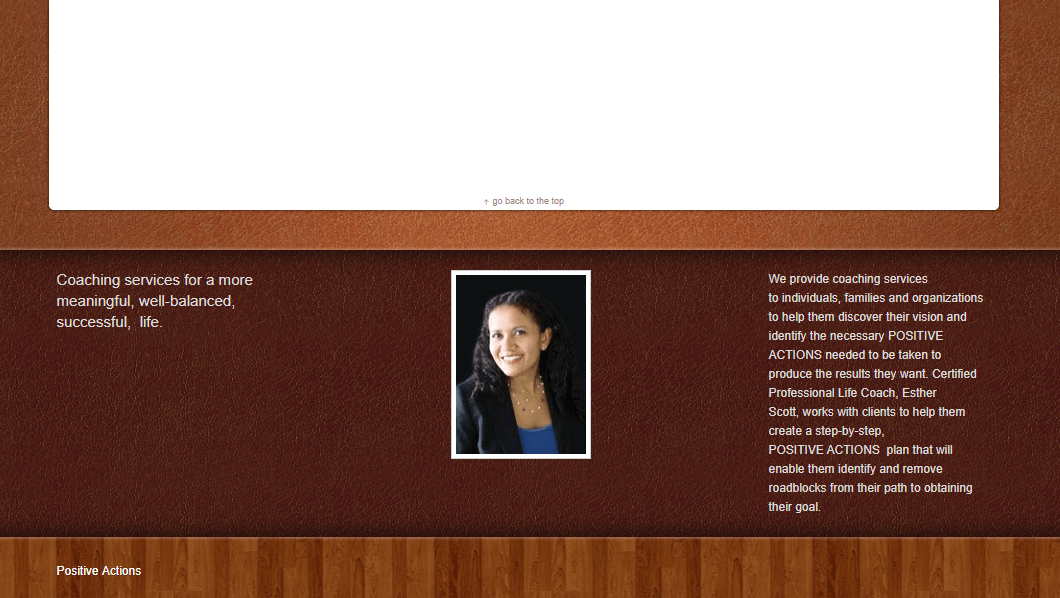 ↑ go back to the top
Coaching services for a more
meaningful, well-balanced,
successful,  life.
We provide coaching services
to individuals, families and organizations
to help them discover their vision and
identify the necessary POSITIVE
ACTIONS needed to be taken to
produce the results they want. Certified
Professional Life Coach, Esther
Scott, works with clients to help them
create a step-by-step,
POSITIVE ACTIONS  plan that will
enable them identify and remove
roadblocks from their path to obtaining
their goal.
Positive Actions